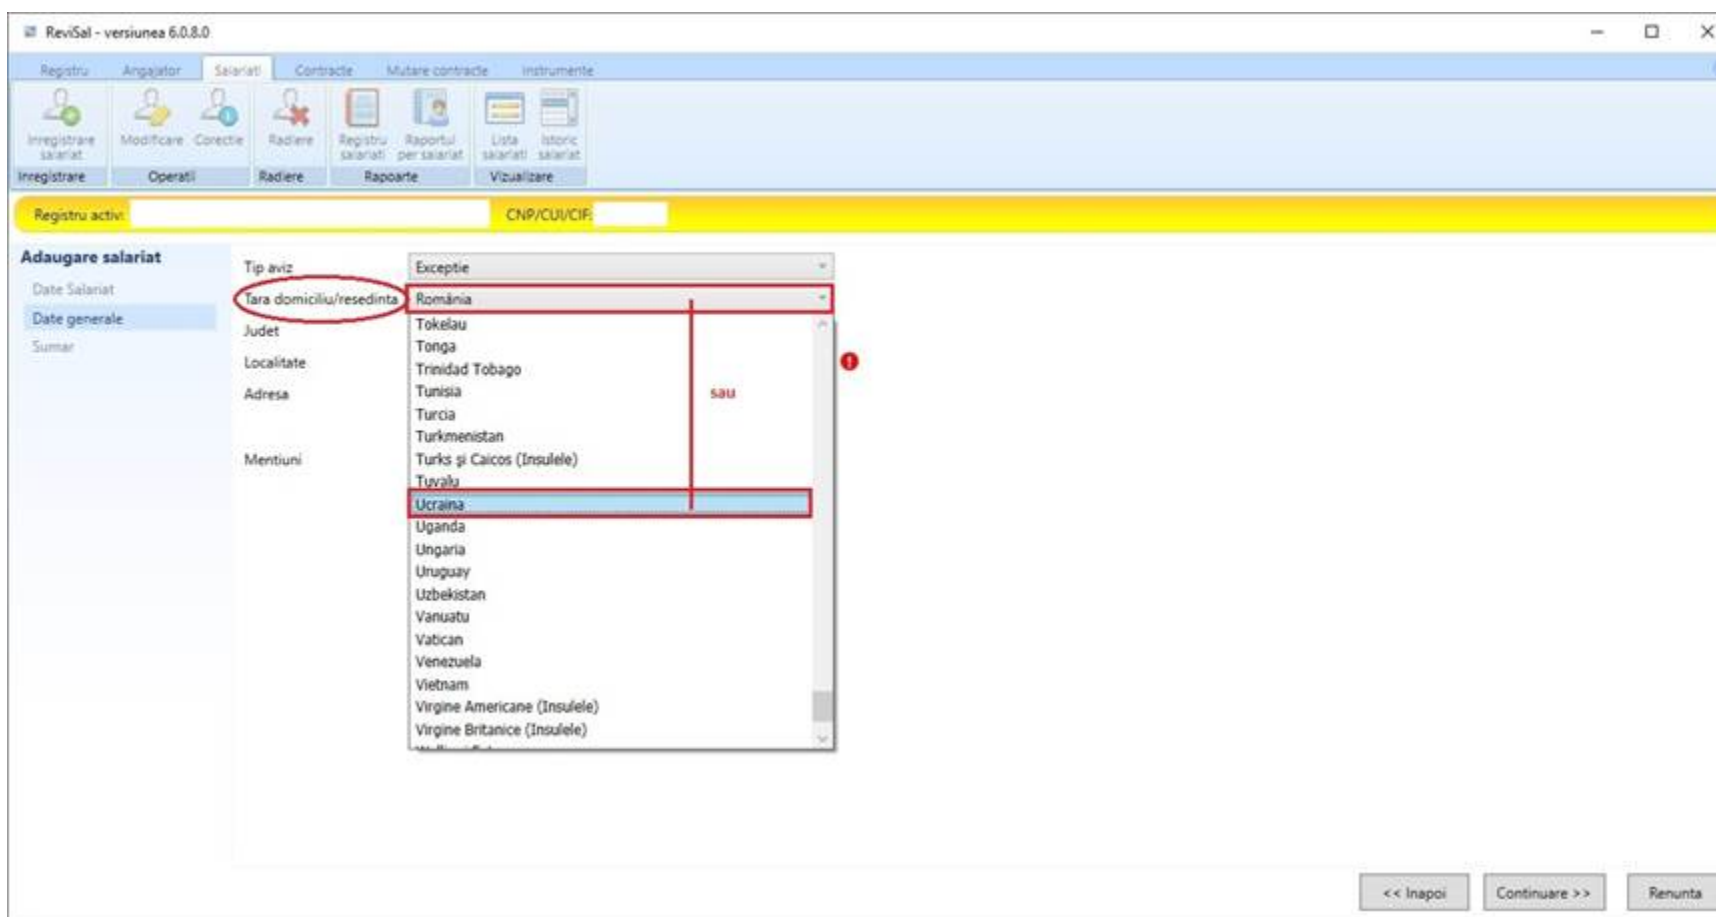 ReviSal - versiunea 6.0.8.0
Registru Angajator Salariati Contracte Mutare contracte Instrumente
Inregistrare salariat Modificare Corectie Radiere Registru salariati Raportul per salariat Lista salariati Istoric salariat
Inregistrare Operatii Radiere Rapoarte Vizualizare
Registru activ: CNP/CUI/CIF:
Adaugare salariat
Date Salariat
Date generale
Sumar
Tip aviz Exceptie
Tara domiciliu/resedinta România
Judet
Localitate
Adresa
Mentiuni
Tokelau
Tonga
Trinidad Tobago
Tunisia
sau
Turcia
Turkmenistan
Turks şi Caicos (Insulele)
Tuvalu
Ucraina
Uganda
Ungaria
Uruguay
Uzbekistan
Vanuatu
Vatican
Venezuela
Vietnam
Virgine Americane (Insulele)
Virgine Britanice (Insulele)
<< Inapoi Continuare >> Renunta